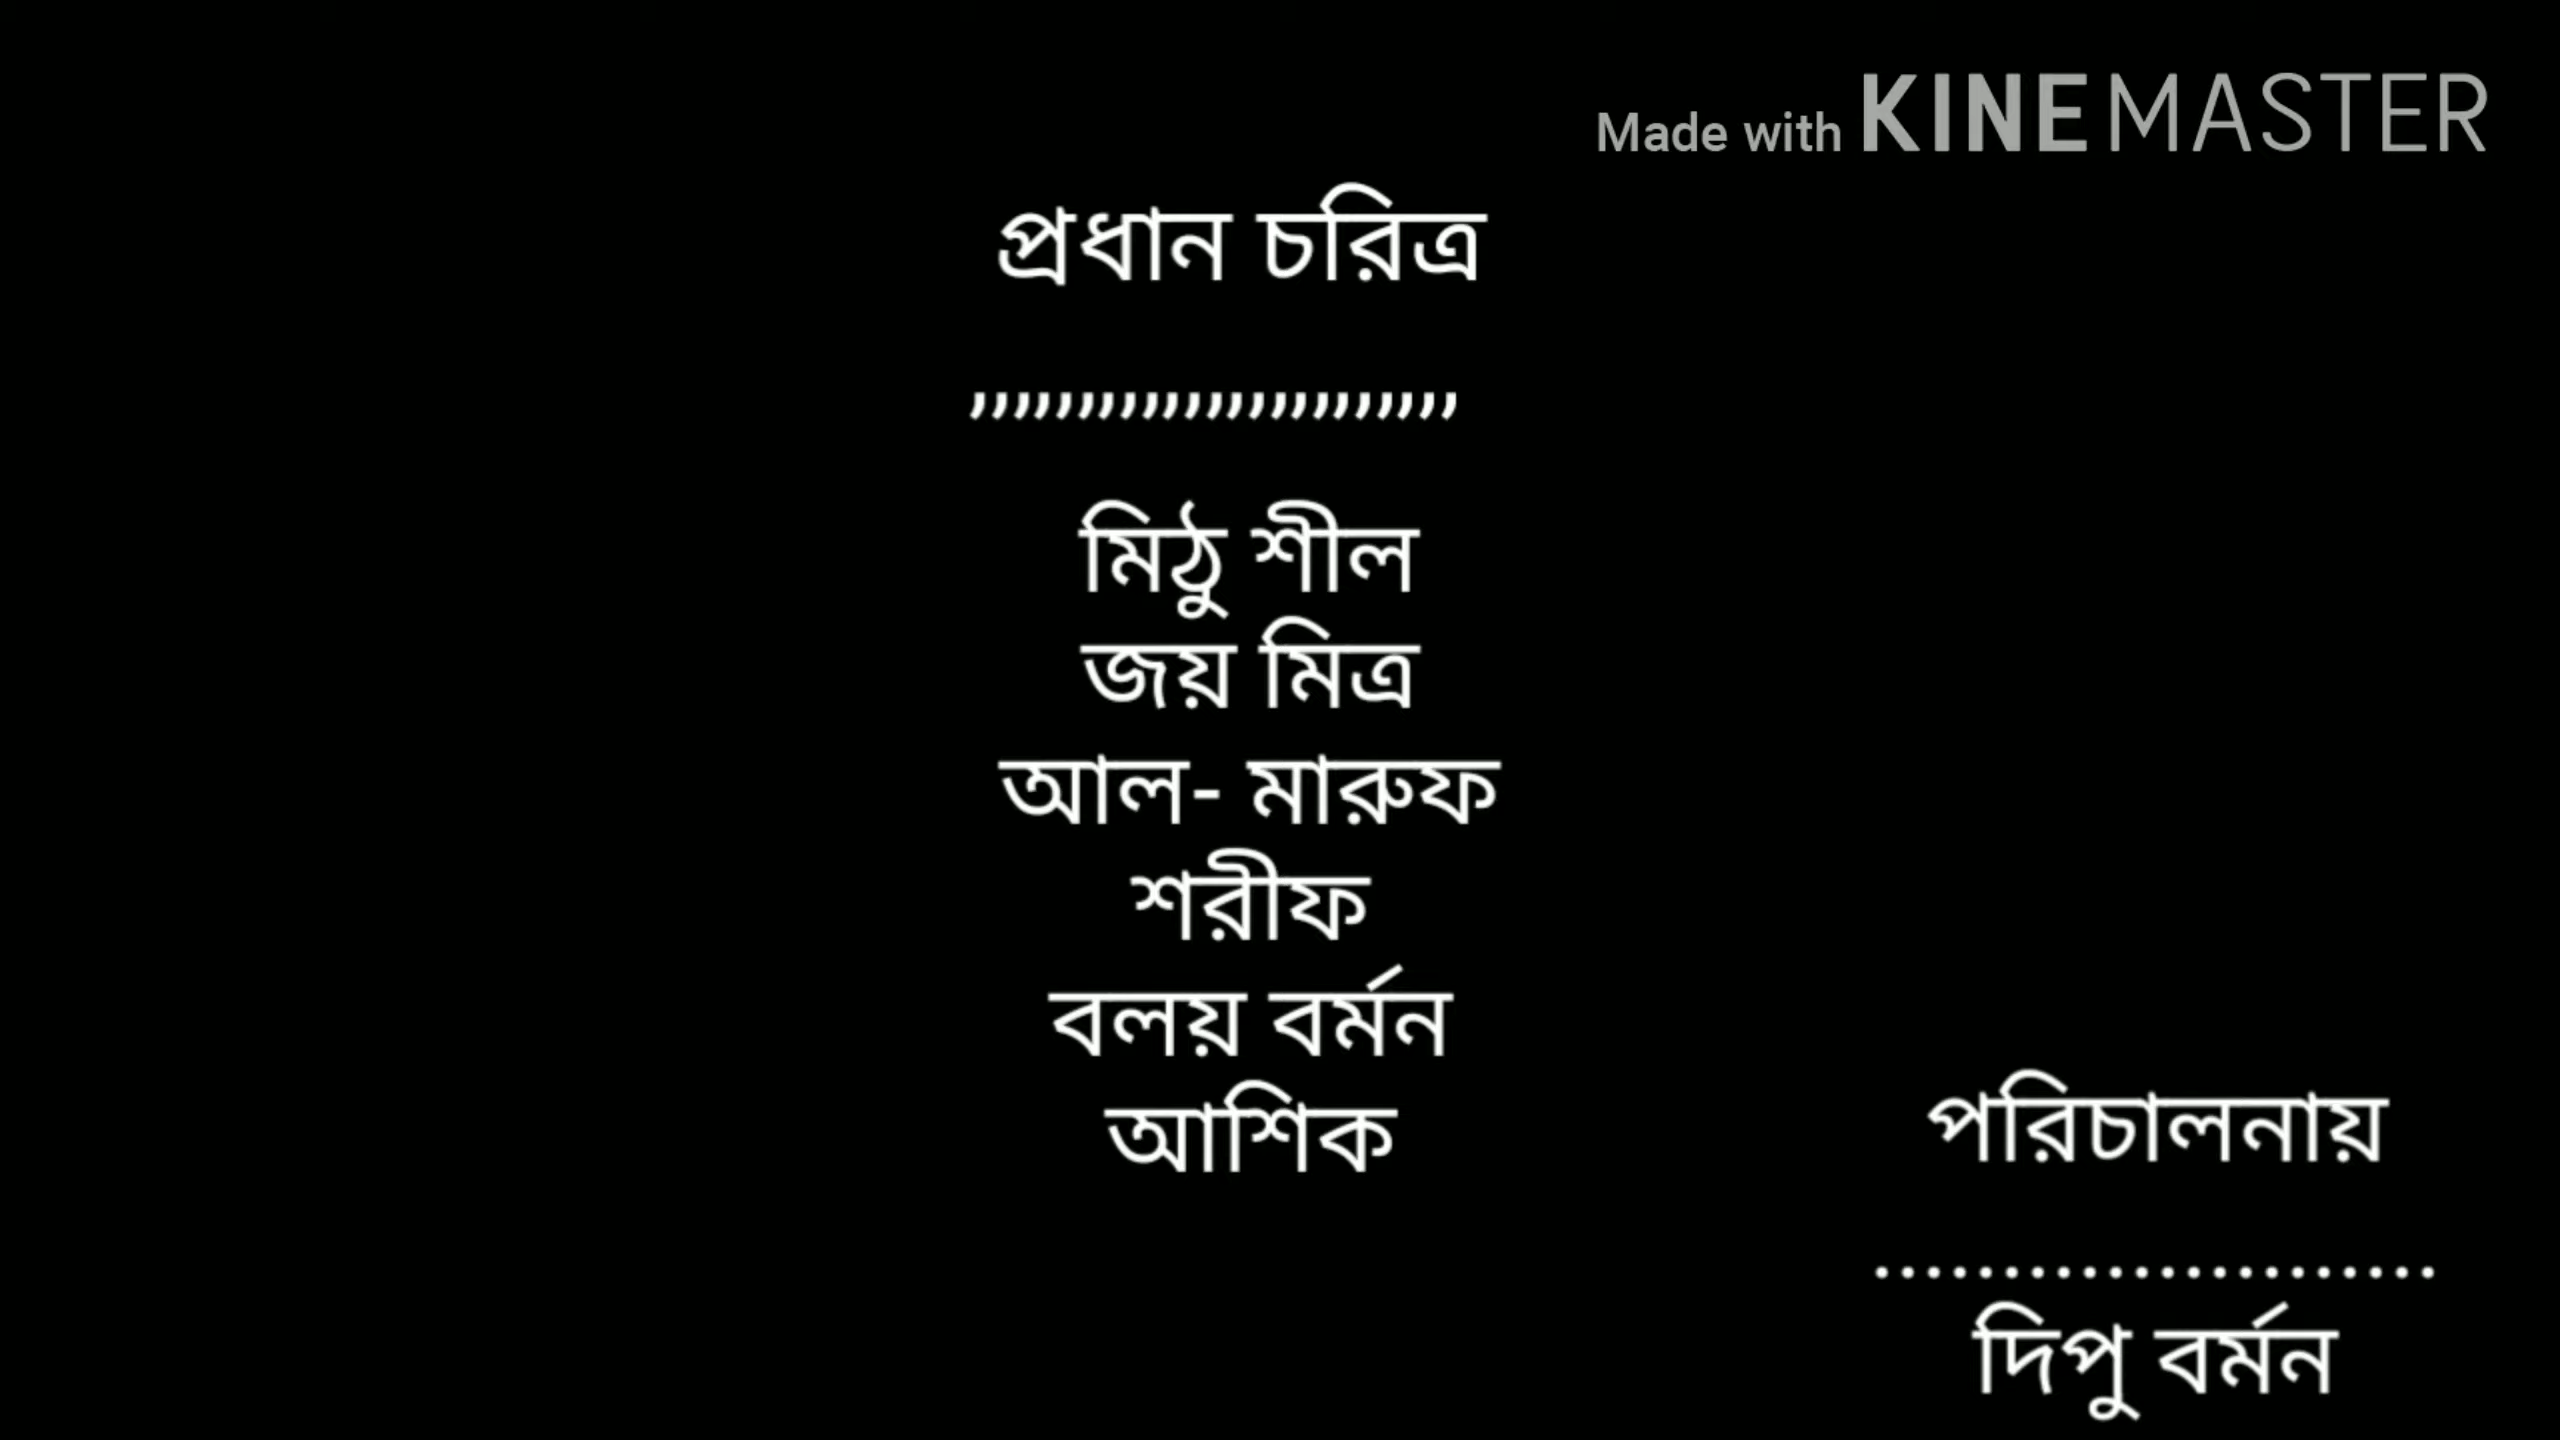 Made with KINEMASTER
প্রধান চরিত্র
,,,,,,,,,,,,,,,,,,,,,,,
মিঠু শীল
জয় মিত্র
আল- মারুফ
শরীফ
বলয় বর্মন
আশিক
পরিচালনায়
......................
দিপু বর্মন